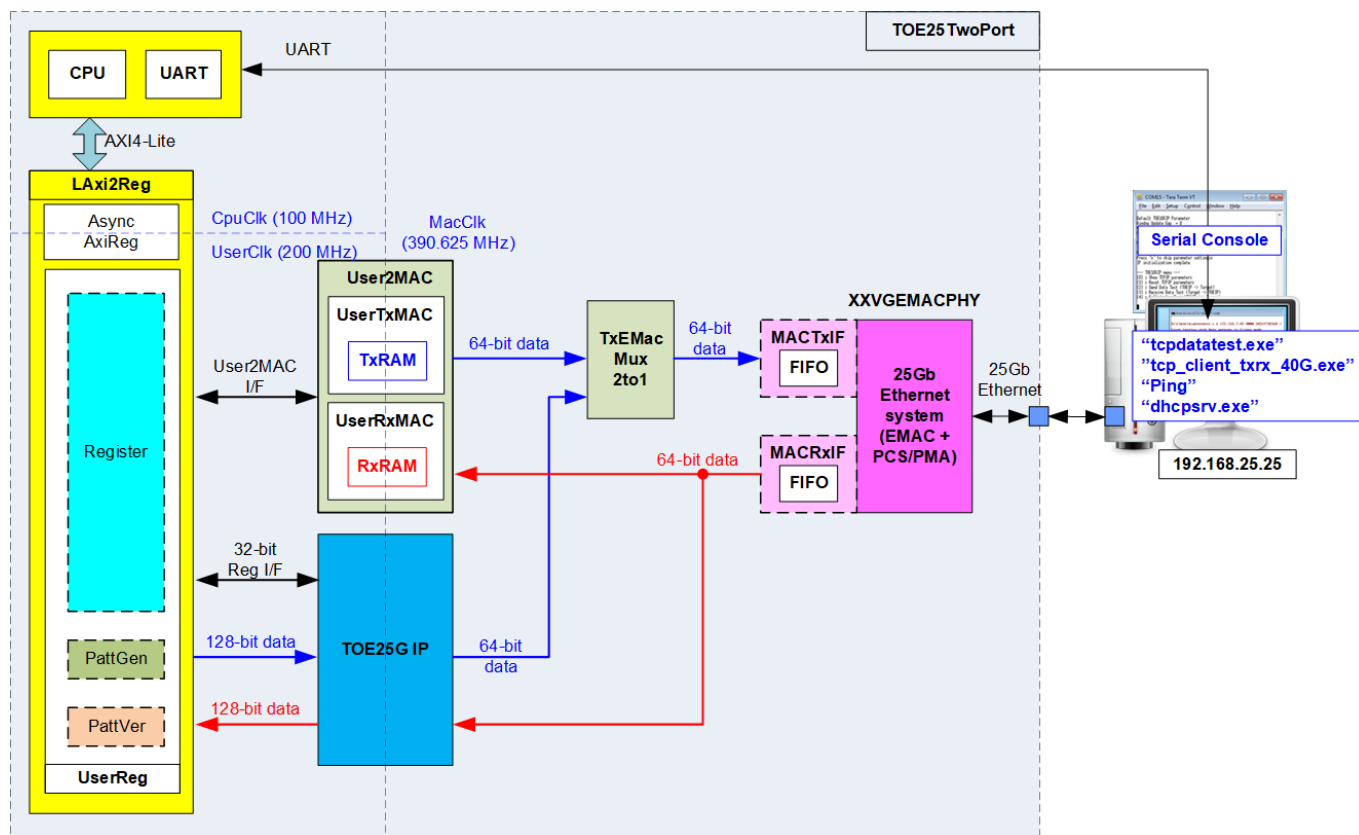 TOE25TwoPort
UART
CPU
UART
AXI4-Lite
LAxi2Reg
Async
AxiReg
CpuClk (100 MHz)
UserClk (200 MHz)
MacClk
(390.625 MHz)
Register
User2MAC
I/F
User2MAC
UserTxMAC
TxRAM
UserRxMAC
RxRAM
64-bit data
TxEMac
Mux
2to1
64-bit
data
XXVGEMACPHY
MACTxIF
FIFO
25Gb
Ethernet
system
(EMAC +
PCS/PMA)
64-bit data
MACRxIF
FIFO
25Gb
Ethernet
Serial Console
"tcpdatatest.exe"
"tcp_client_txrx_40G.exe"
"Ping"
"dhcpsrv.exe"
192.168.25.25
32-bit
Reg I/F
PattGen
128-bit data
TOE25G IP
64-bit
data
PattVer
128-bit data
UserReg